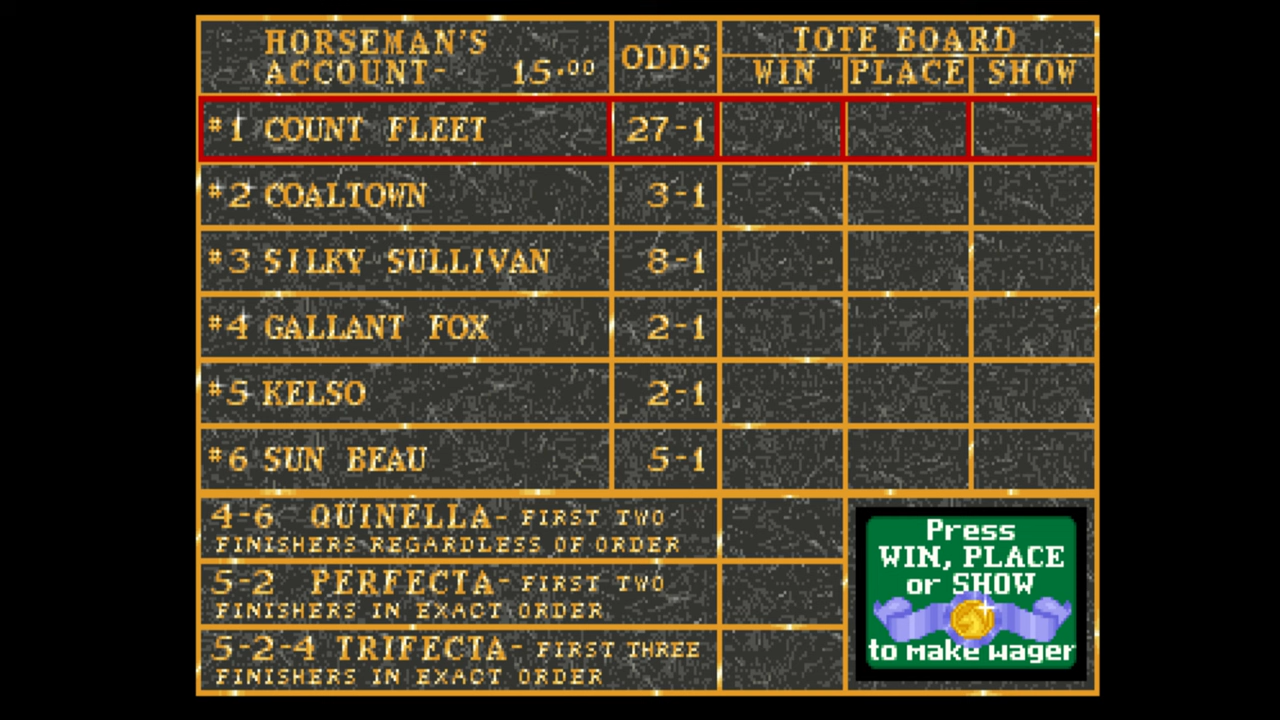 HORSEMAN'S
ACCOUNT- 15.00
ODDS
TOTE BOARD
WIN PLACE SHOW
#1 COUNT FLEET 27-1
#2 COALTOWN 3-1
#3 SILKY SULLIVAN 8-1
#4 GALLANT FOX 2-1
#5 KELSO 2-1
#6 SUN BEAU 5-1
4-6 QUINELLA- FIRST TWO
FINISHERS REGARDLESS OF ORDER
5-2 PERFECTA- FIRST TWO
FINISHERS IN EXACT ORDER
5-2-4 TRIFECTA- FIRST THREE
FINISHERS IN EXACT ORDER
Press
WIN, PLACE
or SHOW
to make wager